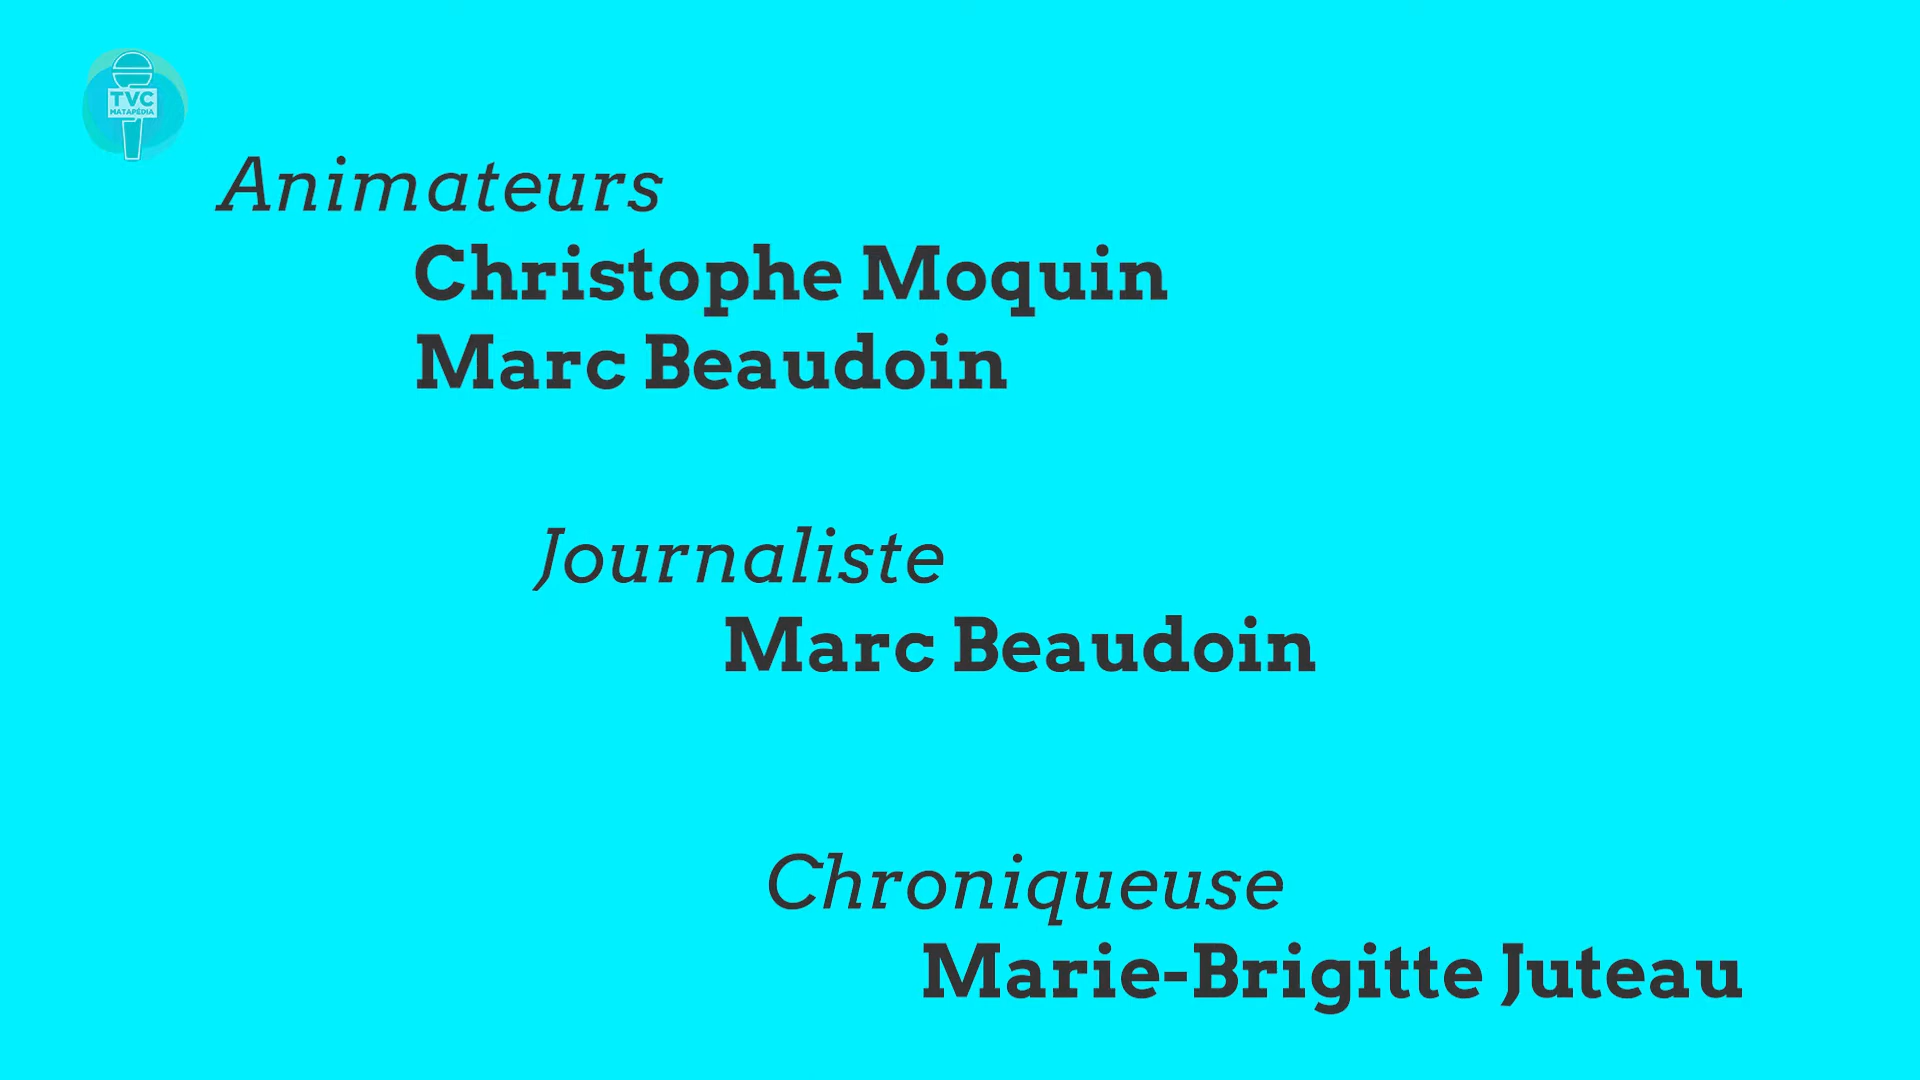 TVC
MATAPÉDIA
Animateurs
Christophe Moquin
Marc Beaudoin
Journaliste
Marc Beaudoin
Chroniqueuse
Marie-Brigitte Juteau